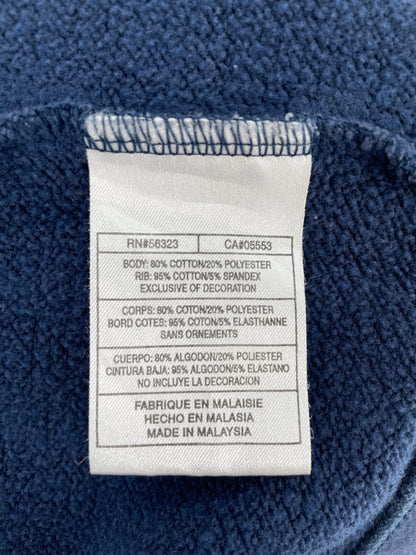 RN#56323 CA#05553
BODY: 80% COTTON/20% POLYESTER
RIB: 95% COTTON/5% SPANDEX
EXCLUSIVE OF DECORATION
CORPS: 80% COTON/20% POLYESTER
BORD COTES: 95% COTON/5% ELASTHANNE
SANS ORNEMENTS
CUERPO: 80% ALGODON/20% POLIESTER
CINTURA BAJA: 95% ALGODON/5% ELASTANO
NO INCLUYE LA DECORACION
FABRIQUE EN MALAISIE
HECHO EN MALASIA
MADE IN MALAYSIA